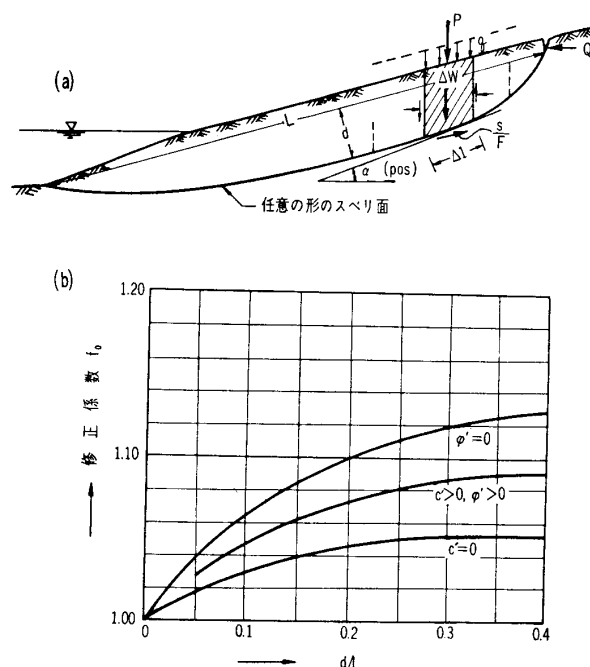 (a)
P
g
Q
ΔW
L
d
s/F
Δl
α (pos)
任意の形のスベリ面
(b)
1.20
1.10
1.00
修正係数 f₀
φ'=0
c'>0, φ'>0
c'=0
0
0.1
0.2
0.3
0.4
d/l